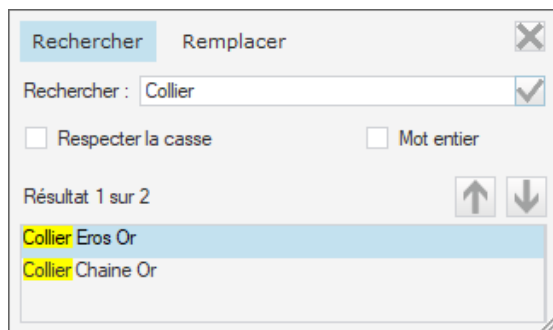 Rechercher Remplacer
Rechercher : Collier
Respecter la casse Mot entier
Résultat 1 sur 2
Collier Eros Or
Collier Chaine Or